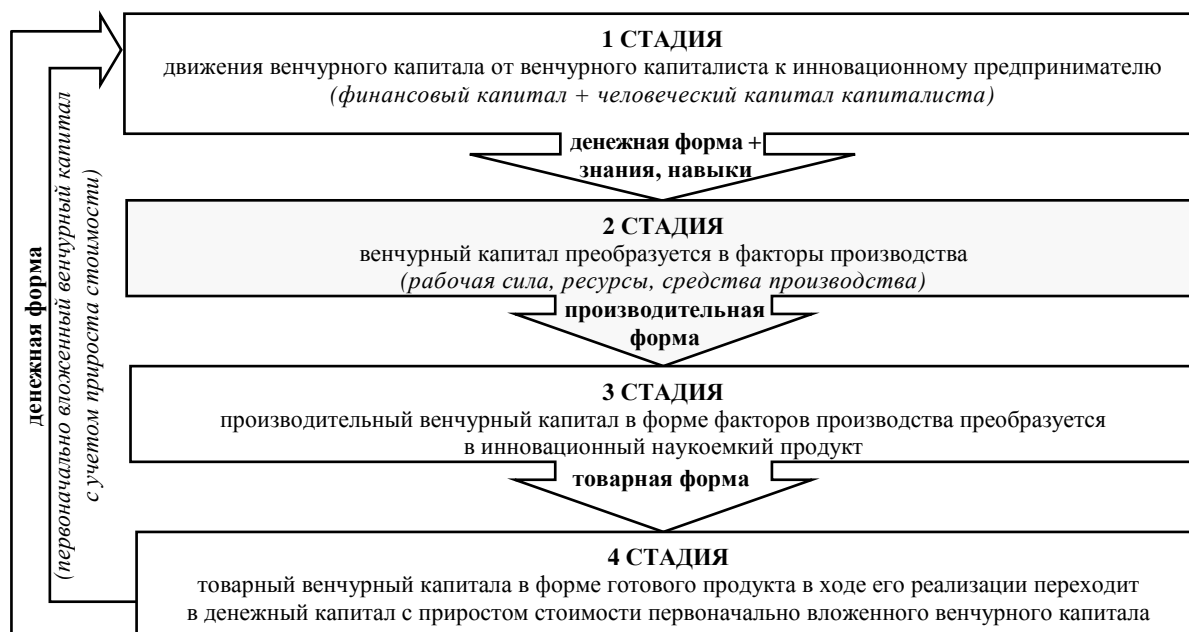 1 СТАДИЯ
движения венчурного капитала от венчурного капиталиста к инновационному предпринимателю
(финансовый капитал + человеческий капитал капиталиста)
денежная форма +
знания, навыки
2 СТАДИЯ
венчурный капитал преобразуется в факторы производства
(рабочая сила, ресурсы, средства производства)
производительная
форма
3 СТАДИЯ
производительный венчурный капитал в форме факторов производства преобразуется
в инновационный наукоемкий продукт
товарная форма
4 СТАДИЯ
товарный венчурный капитала в форме готового продукта в ходе его реализации переходит
в денежный капитал с приростом стоимости первоначально вложенного венчурного капитала
денежная форма
(первоначально вложенный венчурный капитал
с учетом прироста стоимости)